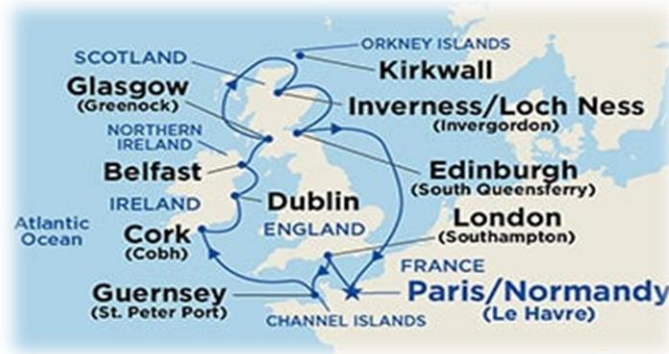 ORKNEY ISLANDS
SCOTLAND
Kirkwall
Glasgow
(Greenock)
Inverness/Loch Ness
(Invergordon)
NORTHERN
IRELAND
Belfast
Edinburgh
(South Queensferry)
IRELAND
Dublin
London
(Southampton)
ENGLAND
Atlantic
Ocean
Cork
(Cobh)
FRANCE
Guernsey
(St. Peter Port)
Paris/Normandy
(Le Havre)
CHANNEL ISLANDS